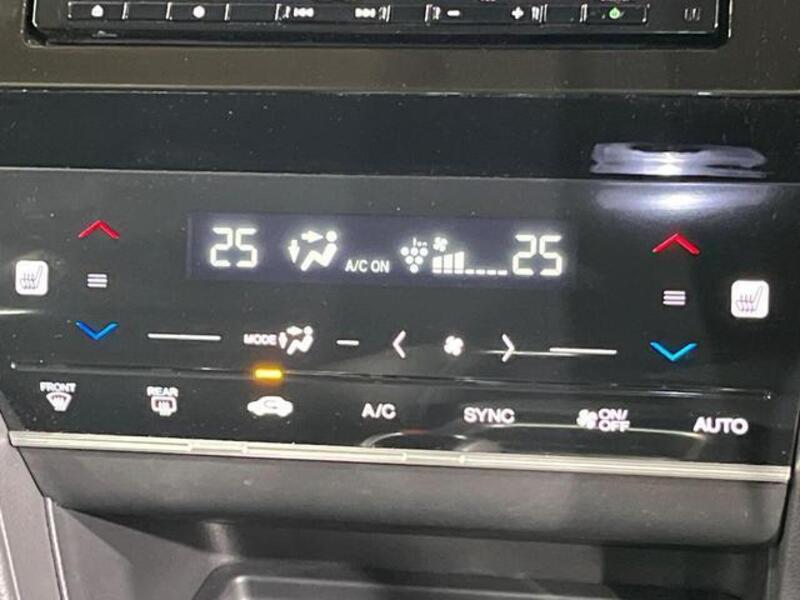 25 A/C ON 25
MODE
FRONT REAR A/C SYNC ON/OFF AUTO